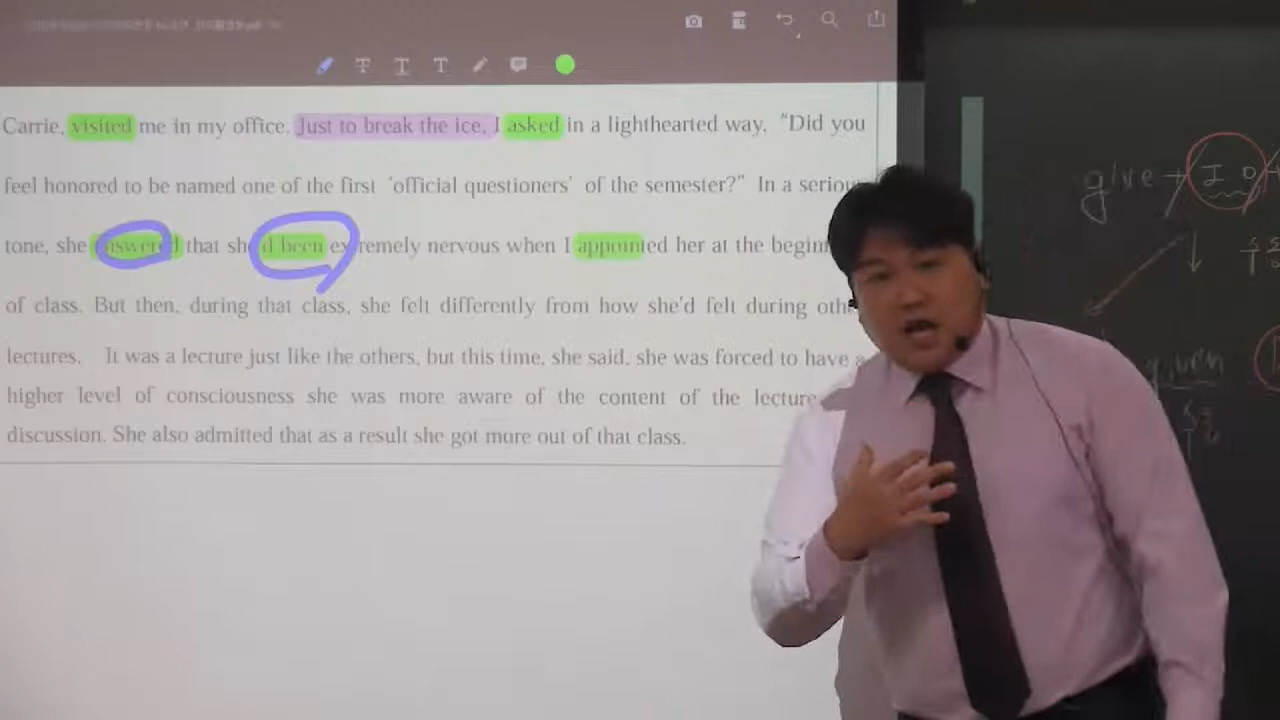 Carrie, visited me in my office. Just to break the ice, I asked in a lighthearted way, "Did you
feel honored to be named one of the first 'official questioners' of the semester?" In a serious
tone, she answered that she'd been extremely nervous when I appointed her at the
of class. But then, during that class, she felt differently from how she'd felt during
lectures. It was a lecture just like the others, but this time, she said, she was forced to have a
higher level of consciousness she was more aware of the content of the lecture
discussion. She also admitted that as a result she got more out of that class.
give + I O
given